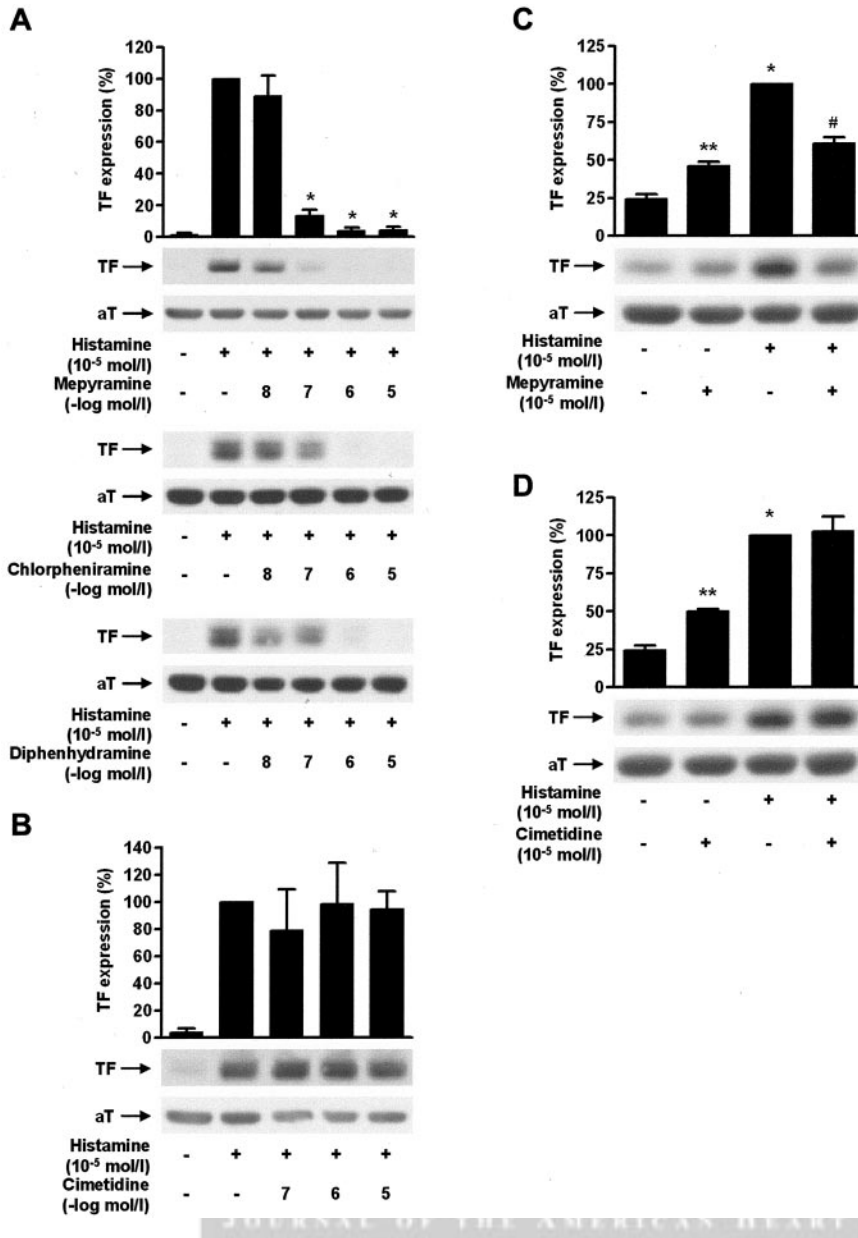 A
TF expression (%)
120
100
80
60
40
20
0
* * *
TF
aT
Histamine (10⁻⁵ mol/l) - + + + + +
Mepyramine (-log mol/l) - - 8 7 6 5
TF
aT
Histamine (10⁻⁵ mol/l) - + + + + +
Chlorpheniramine (-log mol/l) - - 8 7 6 5
TF
aT
Histamine (10⁻⁵ mol/l) - + + + + +
Diphenhydramine (-log mol/l) - - 8 7 6 5
B
TF expression (%)
140
120
100
80
60
40
20
0
TF
aT
Histamine (10⁻⁵ mol/l) - + + + +
Cimetidine (-log mol/l) - - 7 6 5
C
TF expression (%)
125
100
75
50
25
0
** * #
TF
aT
Histamine (10⁻⁵ mol/l) - - + +
Mepyramine (10⁻⁵ mol/l) - + - +
D
TF expression (%)
125
100
75
50
25
0
** *
TF
aT
Histamine (10⁻⁵ mol/l) - - + +
Cimetidine (10⁻⁵ mol/l) - + - +
JOURNAL OF THE AMERICAN HEART